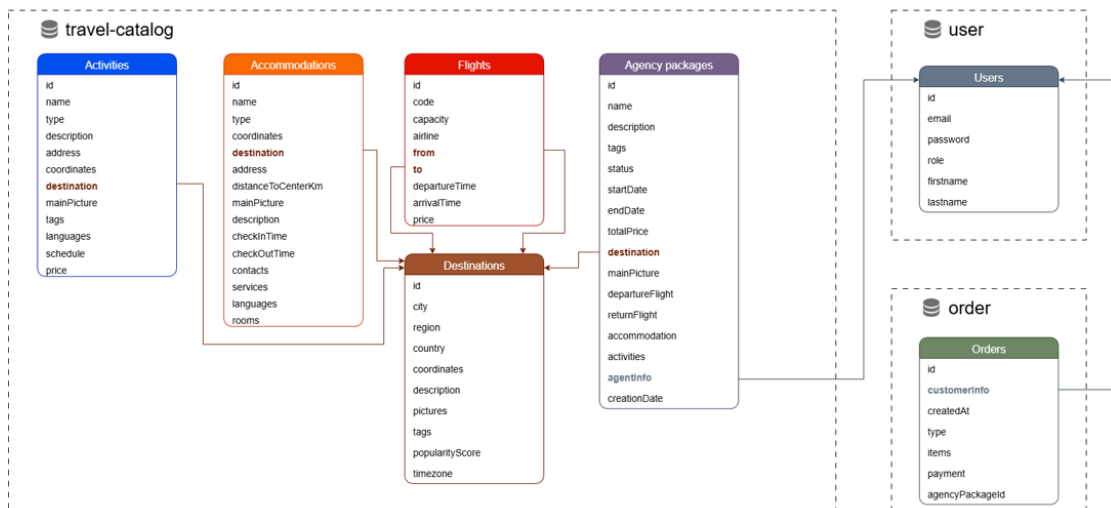 travel-catalog
Activities
id
name
type
description
address
coordinates
destination
mainPicture
tags
languages
schedule
price
Accommodations
id
name
type
coordinates
destination
address
distanceToCenterKm
mainPicture
description
checkInTime
checkOutTime
contacts
services
languages
rooms
Flights
id
code
capacity
airline
from
to
departureTime
arrivalTime
price
Destinations
id
city
region
country
coordinates
description
pictures
tags
popularityScore
timezone
Agency packages
id
name
description
tags
status
startDate
endDate
totalPrice
destination
mainPicture
departureFlight
returnFlight
accommodation
activities
agentInfo
creationDate
user
Users
id
email
password
role
firstname
lastname
order
Orders
id
customerInfo
createdAt
type
items
payment
agencyPackageId